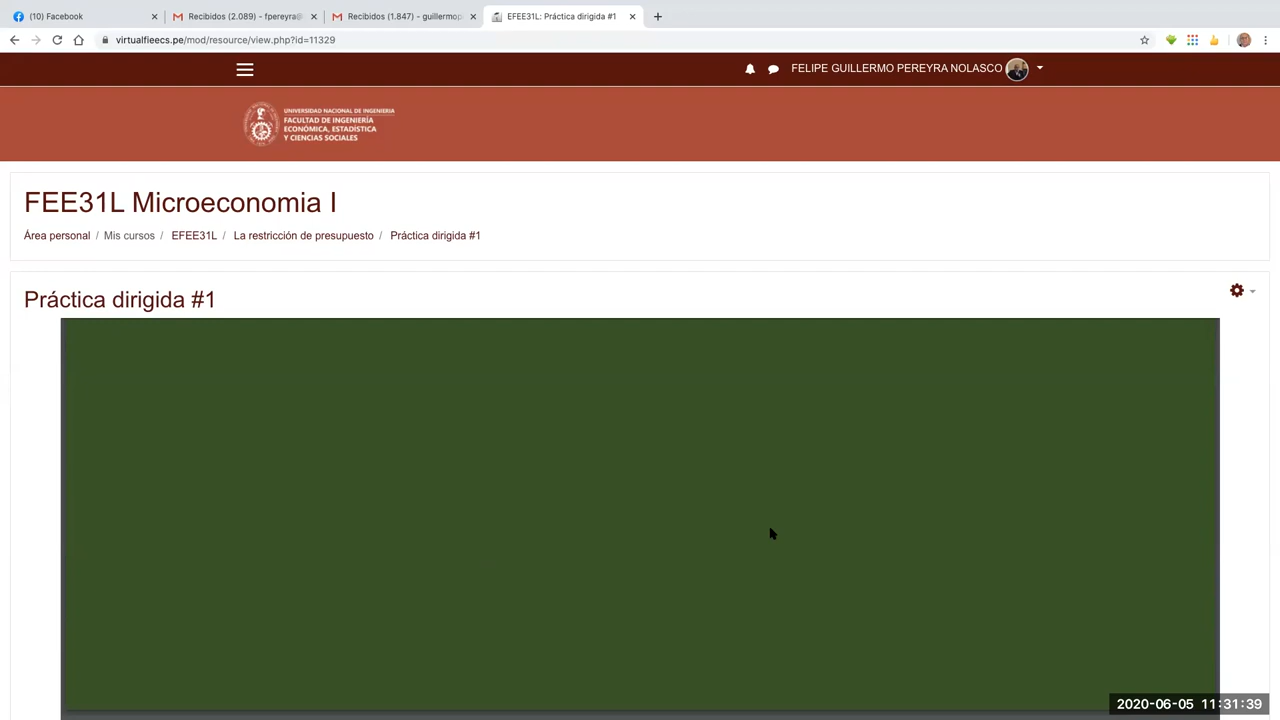 (10) Facebook
Recibidos (2.089) - fpereyra@
Recibidos (1.847) - guillermop
EFEE31L: Práctica dirigida #1
virtualfieecs.pe/mod/resource/view.php?id=11329
FELIPE GUILLERMO PEREYRA NOLASCO
UNIVERSIDAD NACIONAL DE INGENIERIA
FACULTAD DE INGENIERÍA
ECONÓMICA, ESTADÍSTICA
Y CIENCIAS SOCIALES
FEE31L Microeconomia I
Área personal / Mis cursos / EFEE31L / La restricción de presupuesto / Práctica dirigida #1
Práctica dirigida #1
2020-06-05 11:31:39